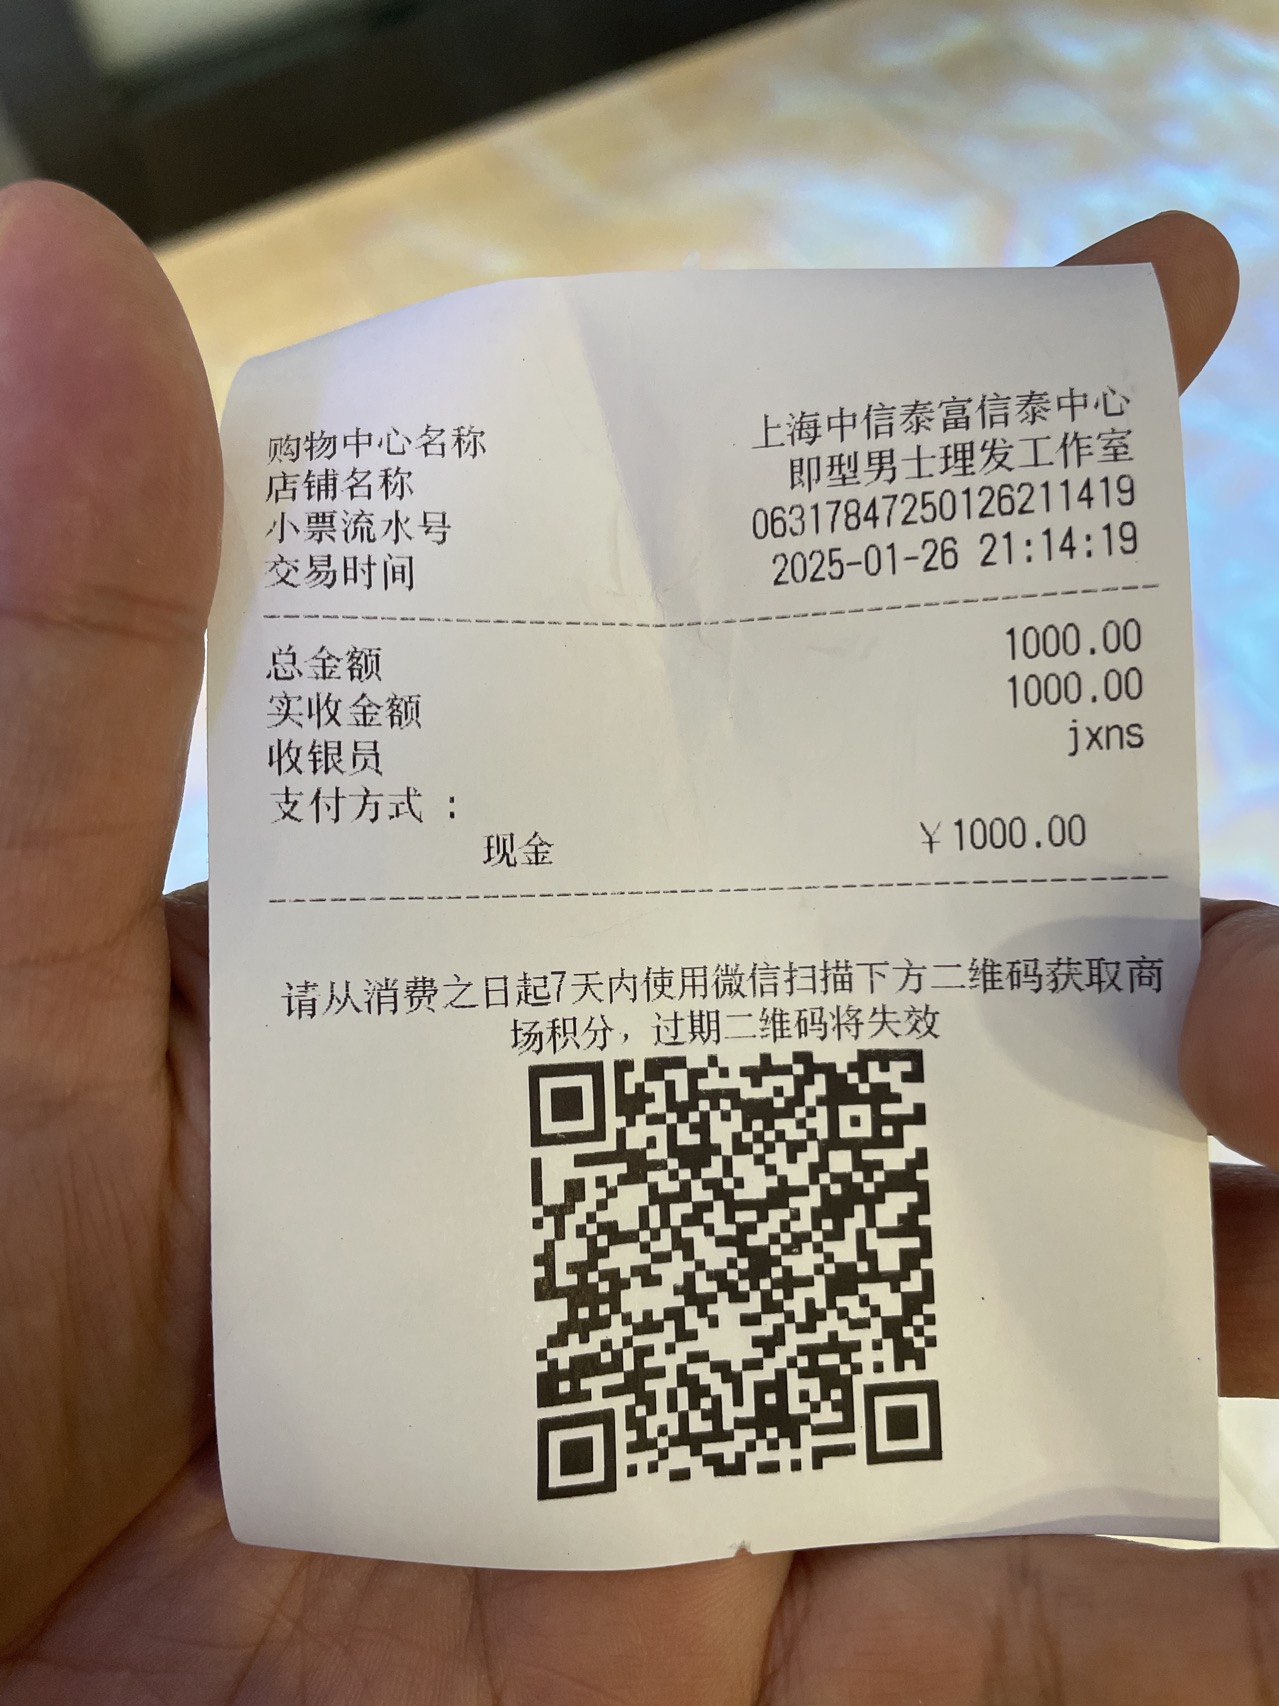 购物中心名称 上海中信泰富信泰中心
店铺名称 即型男士理发工作室
小票流水号 06317847250126211419
交易时间 2025-01-26 21:14:19
总金额 1000.00
实收金额 1000.00
收银员 jxns
支付方式 :
现金 ￥1000.00
请从消费之日起7天内使用微信扫描下方二维码获取商
场积分，过期二维码将失效